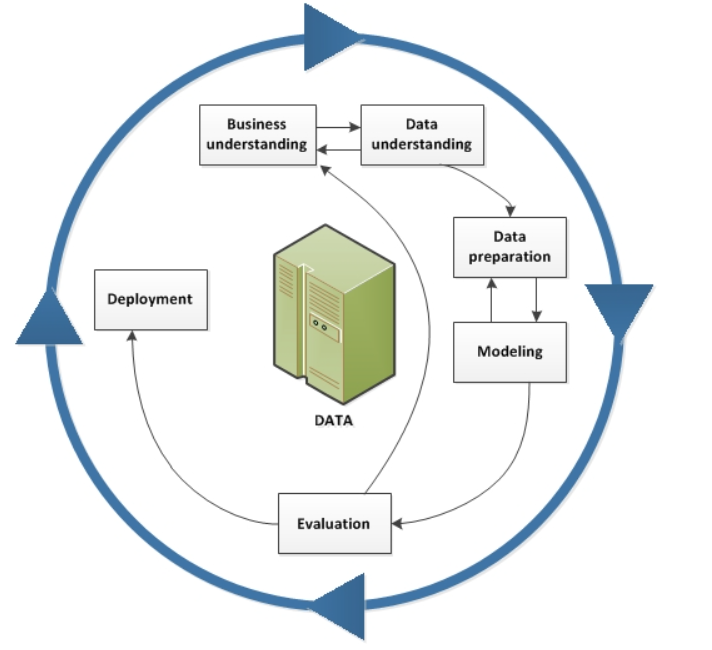 Business
understanding
Data
understanding
Data
preparation
Deployment
Modeling
DATA
Evaluation